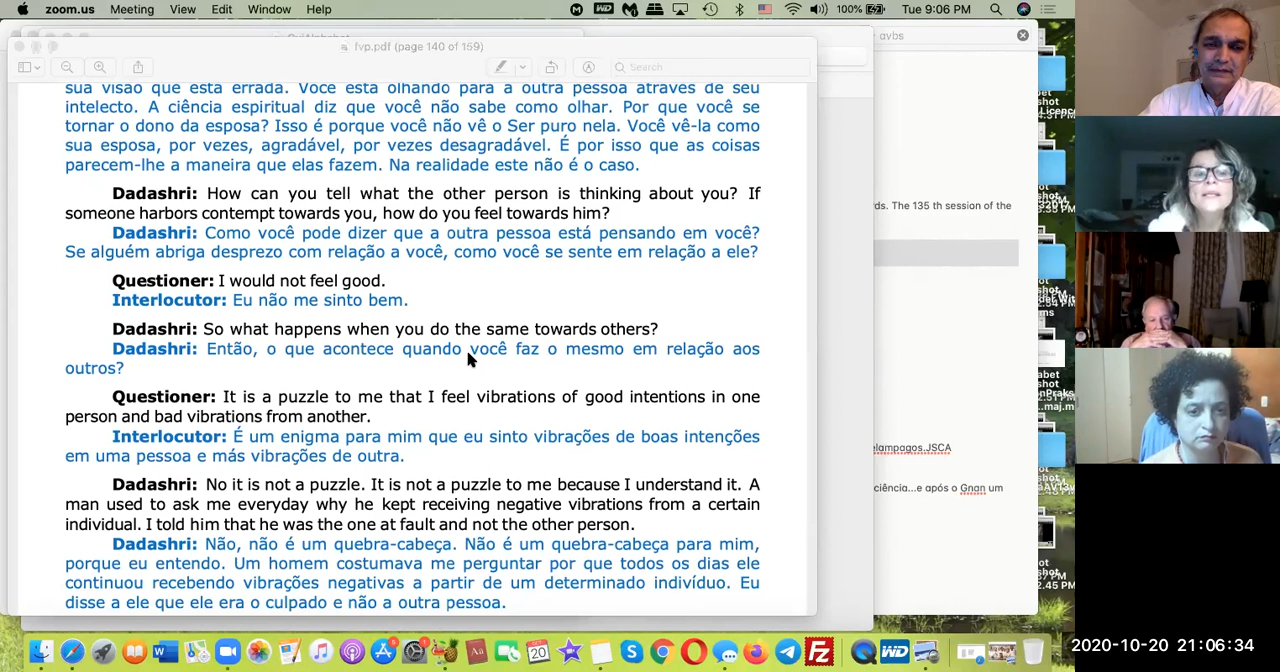 zoom.us Meeting View Edit Window Help
100% Tue 9:06 PM
fvp.pdf (page 140 of 159)
avbs
Search
sua visão que está errada. Você está olhando para a outra pessoa através de seu
intelecto. A ciência espiritual diz que você não sabe como olhar. Por que você se
tornar o dono da esposa? Isso é porque você não vê o Ser puro nela. Você vê-la como
sua esposa, por vezes, agradável, por vezes desagradável. É por isso que as coisas
parecem-lhe a maneira que elas fazem. Na realidade este não é o caso.
Dadashri: How can you tell what the other person is thinking about you? If
someone harbors contempt towards you, how do you feel towards him?
Dadashri: Como você pode dizer que a outra pessoa está pensando em você?
Se alguém abriga desprezo com relação a você, como você se sente em relação a ele?
Questioner: I would not feel good.
Interlocutor: Eu não me sinto bem.
Dadashri: So what happens when you do the same towards others?
Dadashri: Então, o que acontece quando você faz o mesmo em relação aos
outros?
Questioner: It is a puzzle to me that I feel vibrations of good intentions in one
person and bad vibrations from another.
Interlocutor: É um enigma para mim que eu sinto vibrações de boas intenções
em uma pessoa e más vibrações de outra.
Dadashri: No it is not a puzzle. It is not a puzzle to me because I understand it. A
man used to ask me everyday why he kept receiving negative vibrations from a certain
individual. I told him that he was the one at fault and not the other person.
Dadashri: Não, não é um quebra-cabeça. Não é um quebra-cabeça para mim,
porque eu entendo. Um homem costumava me perguntar por que todos os dias ele
continuou recebendo vibrações negativas a partir de um determinado indivíduo. Eu
disse a ele que ele era o culpado e não a outra pessoa.
rds. The 135 th session of the
elampagos.JSCA
ciência...e após o Gnan um
2020-10-20 21:06:34